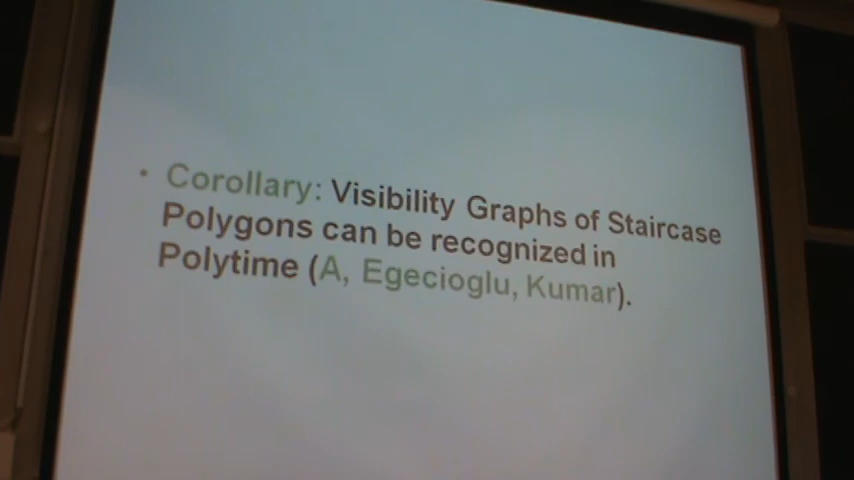 • Corollary: Visibility Graphs of Staircase
Polygons can be recognized in
Polytime (A, Egecioglu, Kumar).